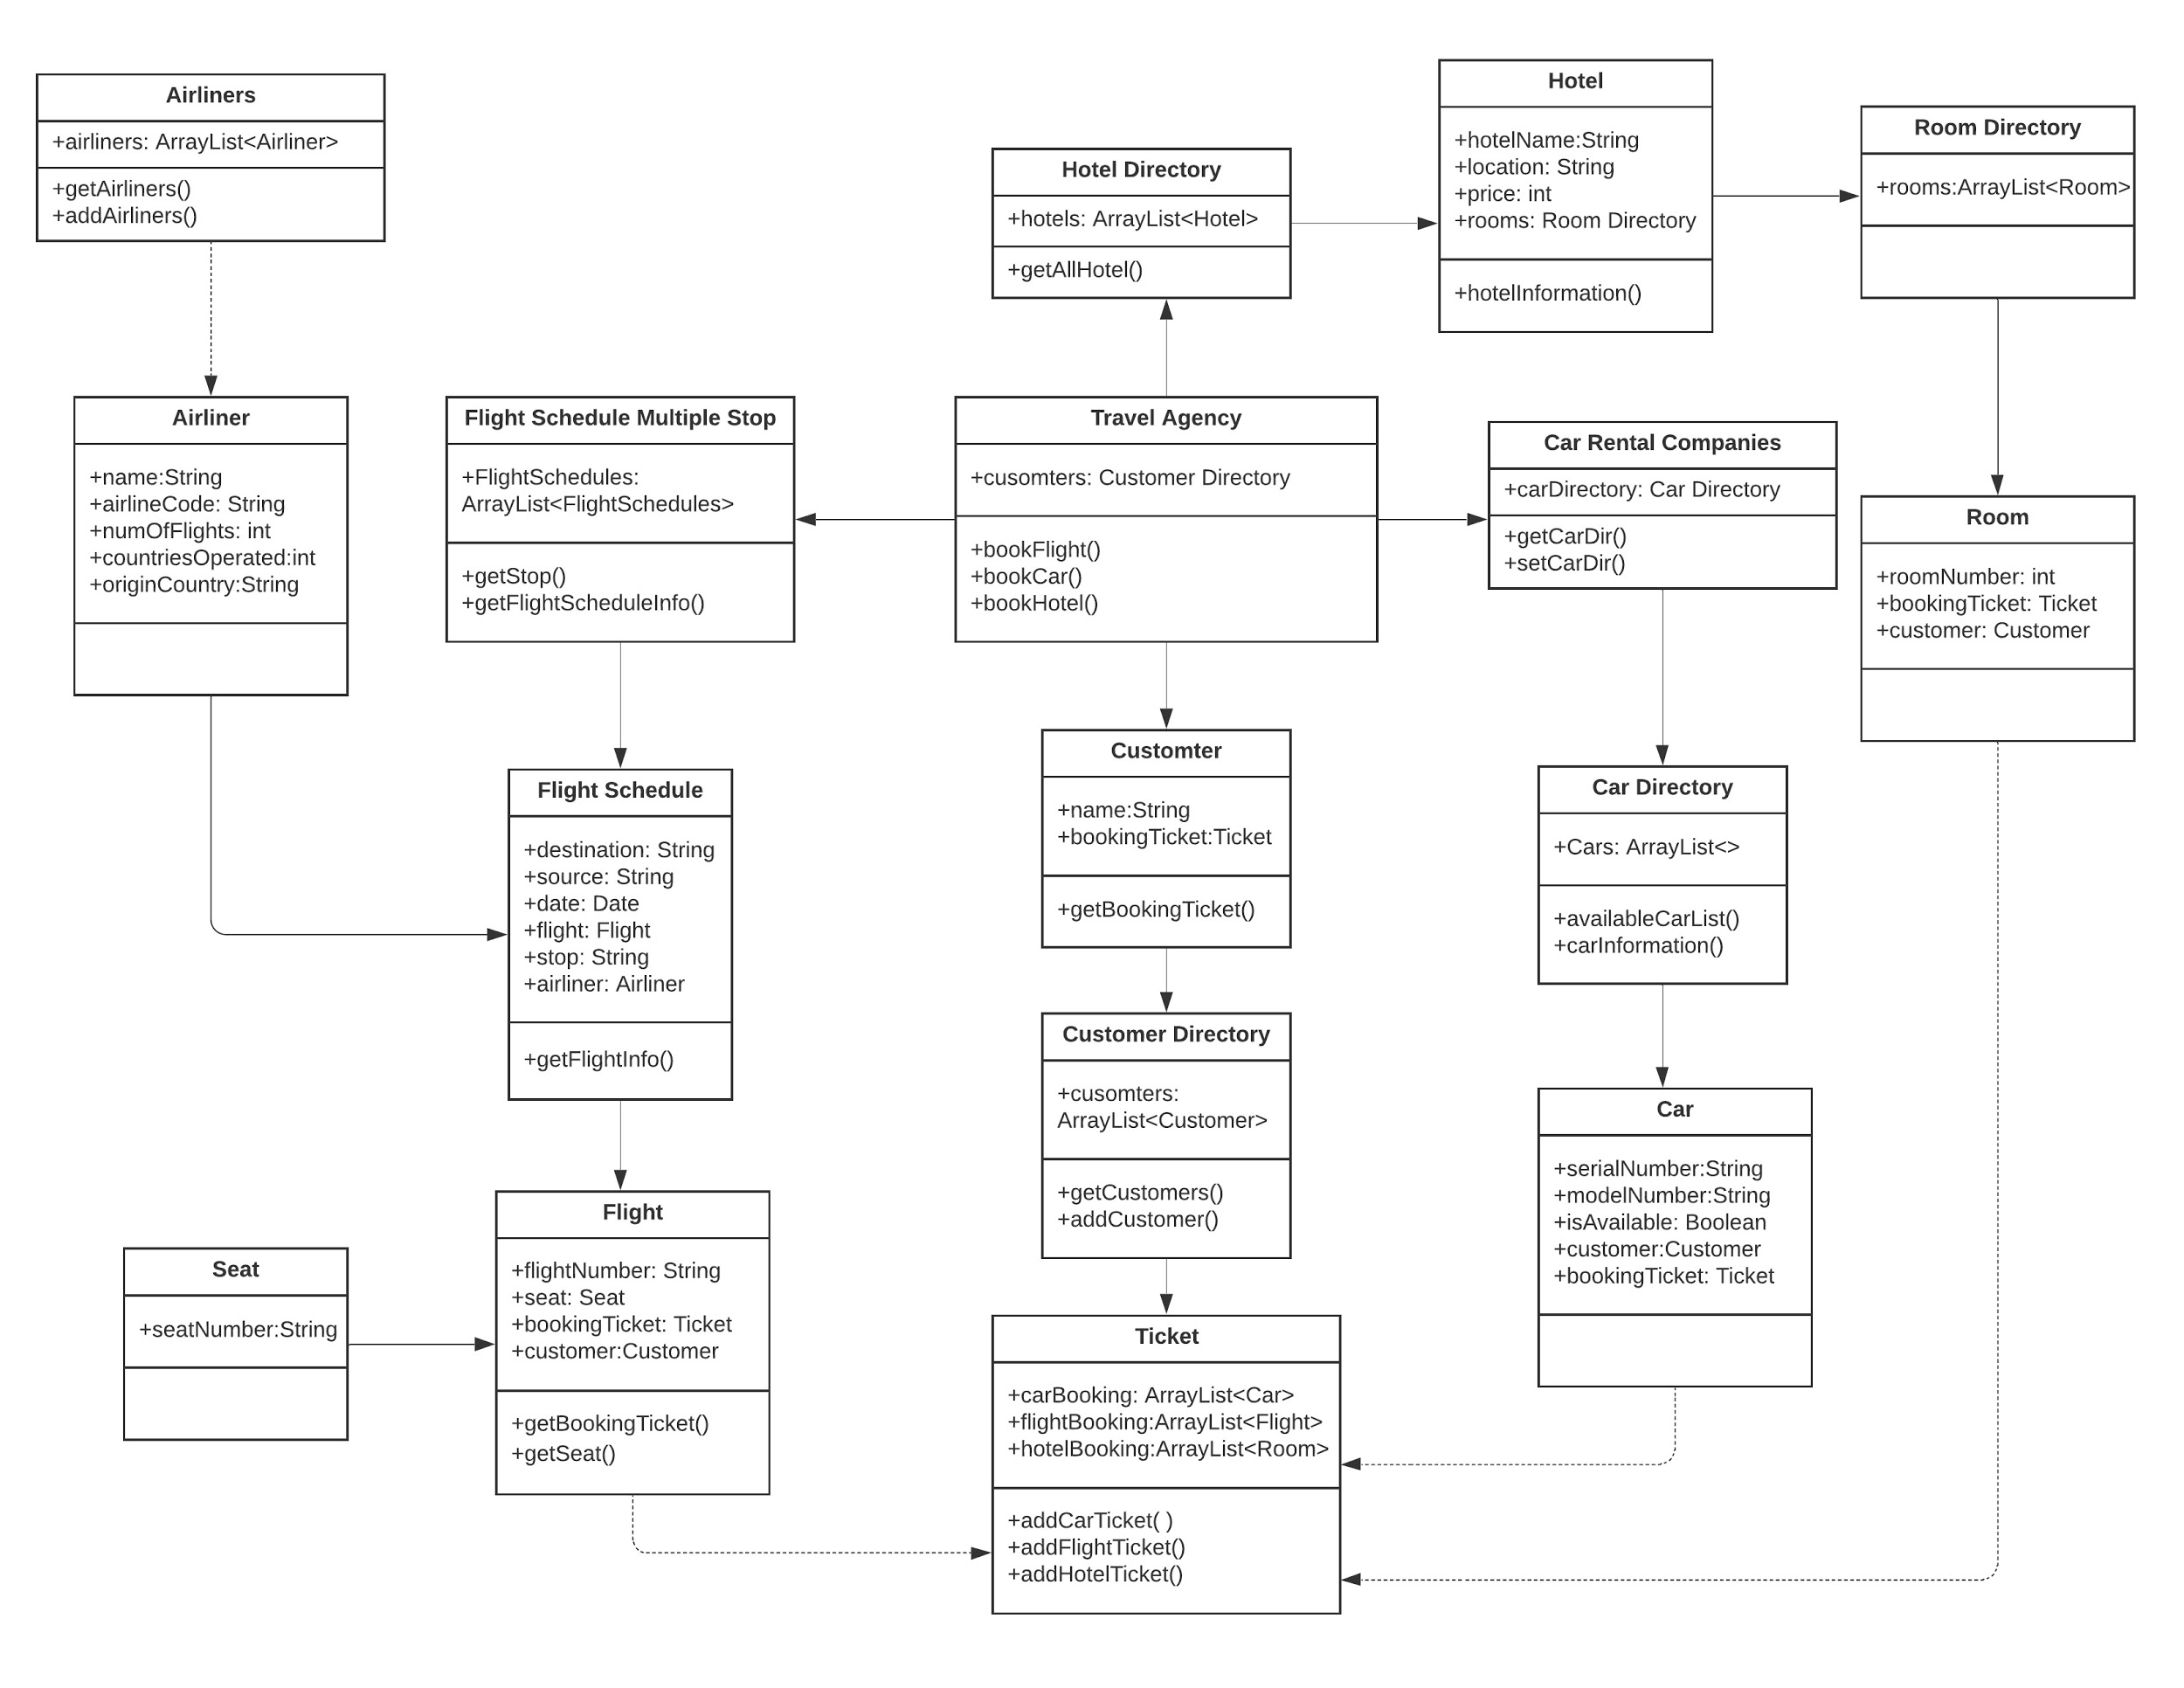 Airliners
+airliners: ArrayList<Airliner>
+getAirliners()
+addAirliners()
Hotel Directory
+hotels: ArrayList<Hotel>
+getAllHotel()
Hotel
+hotelName:String
+location: String
+price: int
+rooms: Room Directory
+hotelInformation()
Room Directory
+rooms:ArrayList<Room>
Airliner
+name:String
+airlineCode: String
+numOfFlights: int
+countriesOperated:int
+originCountry:String
Flight Schedule Multiple Stop
+FlightSchedules:
ArrayList<FlightSchedules>
+getStop()
+getFlightScheduleInfo()
Travel Agency
+cusomters: Customer Directory
+bookFlight()
+bookCar()
+bookHotel()
Car Rental Companies
+carDirectory: Car Directory
+getCarDir()
+setCarDir()
Room
+roomNumber: int
+bookingTicket: Ticket
+customer: Customer
Flight Schedule
+destination: String
+source: String
+date: Date
+flight: Flight
+stop: String
+airliner: Airliner
+getFlightInfo()
Customter
+name:String
+bookingTicket:Ticket
+getBookingTicket()
Car Directory
+Cars: ArrayList<>
+availableCarList()
+carInformation()
Customer Directory
+cusomters:
ArrayList<Customer>
+getCustomers()
+addCustomer()
Car
+serialNumber:String
+modelNumber:String
+isAvailable: Boolean
+customer:Customer
+bookingTicket: Ticket
Seat
+seatNumber:String
Flight
+flightNumber: String
+seat: Seat
+bookingTicket: Ticket
+customer:Customer
+getBookingTicket()
+getSeat()
Ticket
+carBooking: ArrayList<Car>
+flightBooking:ArrayList<Flight>
+hotelBooking:ArrayList<Room>
+addCarTicket( )
+addFlightTicket()
+addHotelTicket()